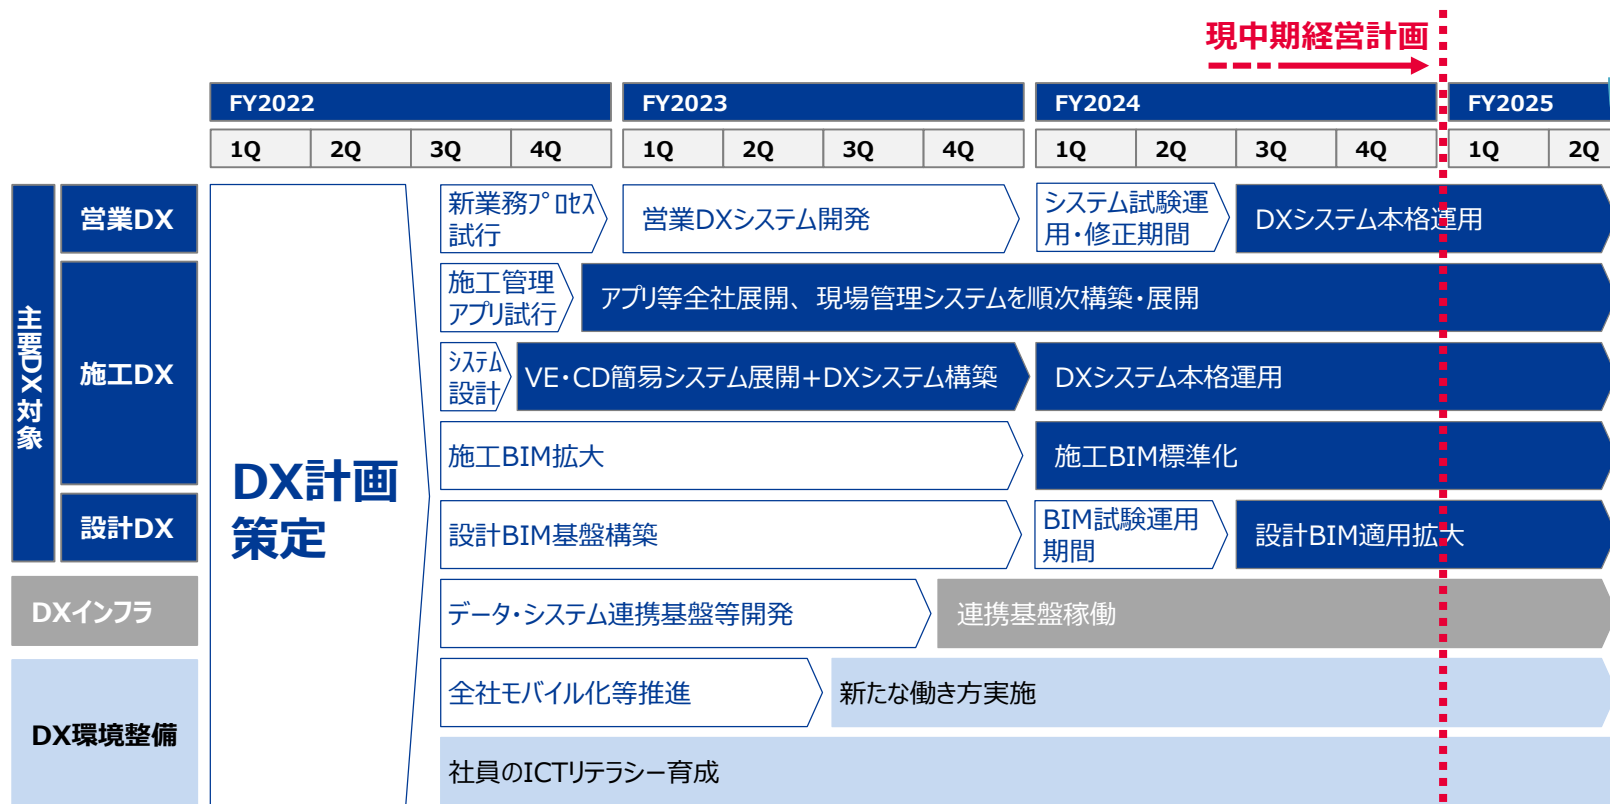 現中期経営計画
FY2022 FY2023 FY2024 FY2025
1Q 2Q 3Q 4Q 1Q 2Q 3Q 4Q 1Q 2Q 3Q 4Q 1Q 2Q
主要DX対象
DX計画
策定
営業DX
新業務プロセス
試行
営業DXシステム開発
システム試験運
用・修正期間
DXシステム本格運用
施工DX
施工管理
アプリ試行
アプリ等全社展開、現場管理システムを順次構築・展開
システム
設計
VE・CD簡易システム展開+DXシステム構築
DXシステム本格運用
施工BIM拡大
施工BIM標準化
設計DX
設計BIM基盤構築
BIM試験運用
期間
設計BIM適用拡大
DXインフラ
データ・システム連携基盤等開発
連携基盤稼働
DX環境整備
全社モバイル化等推進
新たな働き方実施
社員のICTリテラシー育成